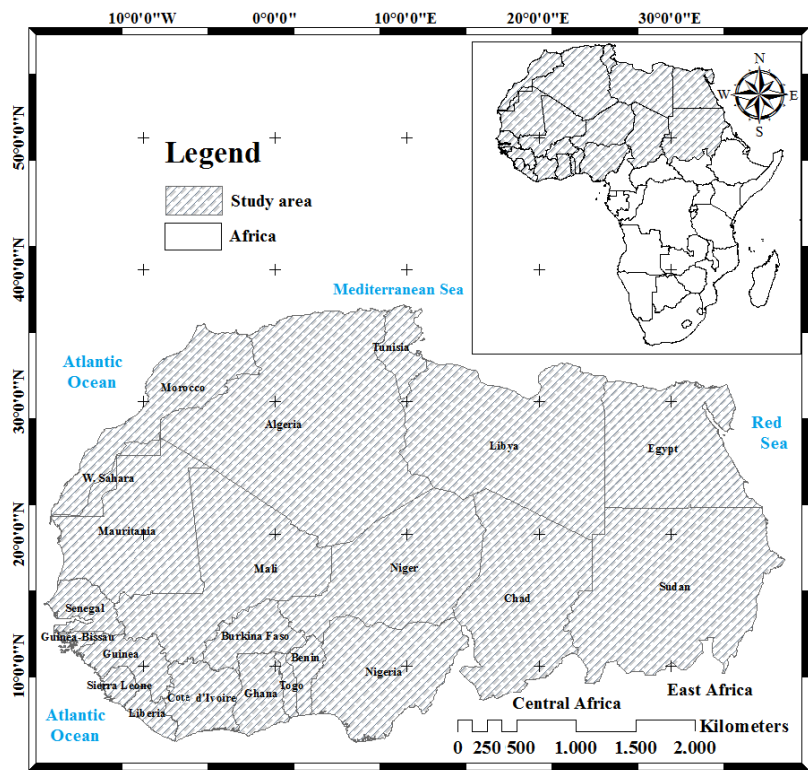 10°0'0"W 0°0'0" 10°0'0"E 20°0'0"E 30°0'0"E
N
W E
S
50°0'0"N
Legend
Study area
Africa
40°0'0"N
Mediterranean Sea
Tunisia
Atlantic
Ocean
Morocco
30°0'0"N
Algeria
Libya
Egypt
Red
Sea
W. Sahara
Mauritania
20°0'0"N
Mali
Niger
Chad
Sudan
Senegal
Guinea-Bissau
Burkina Faso
Guinea
Benin
10°0'0"N
Nigeria
Sierra Leone
Cote d'Ivoire
Ghana
Togo
Liberia
East Africa
Central Africa
Atlantic
Ocean
Kilometers
0 250 500 1.000 1.500 2.000